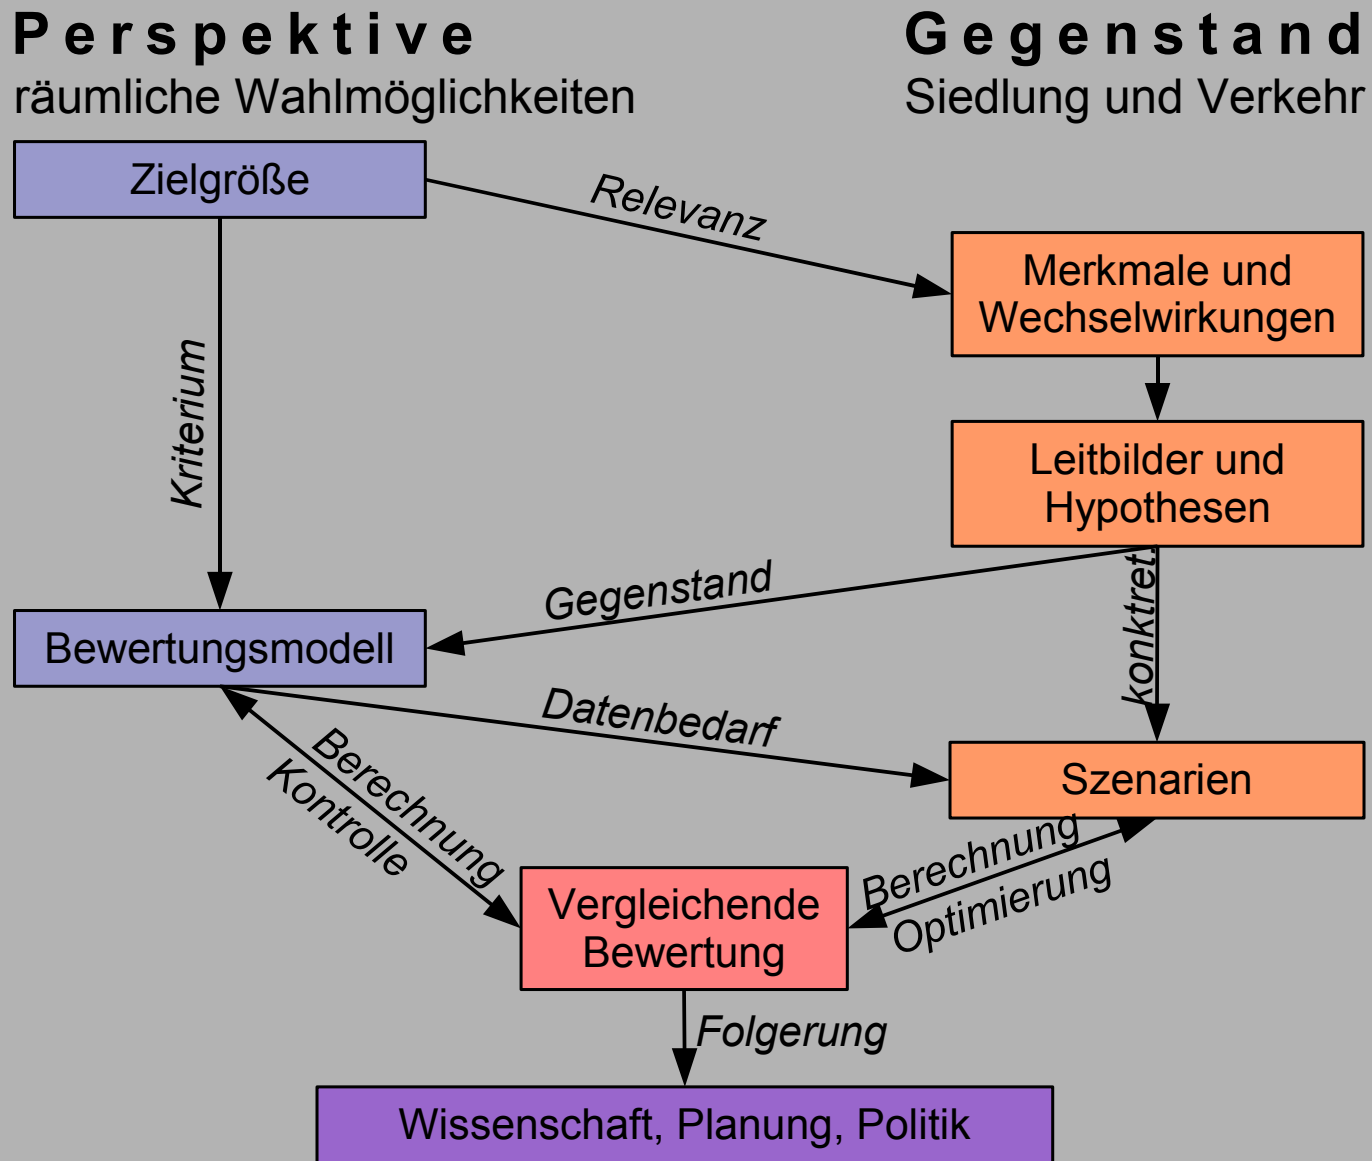 Perspektive
räumliche Wahlmöglichkeiten
Gegenstand
Siedlung und Verkehr
Zielgröße
Relevanz
Merkmale und
Wechselwirkungen
Kriterium
Leitbilder und
Hypothesen
Gegenstand
konktret.
Bewertungsmodell
Datenbedarf
Szenarien
Berechnung
Kontrolle
Berechnung
Optimierung
Vergleichende
Bewertung
Folgerung
Wissenschaft, Planung, Politik